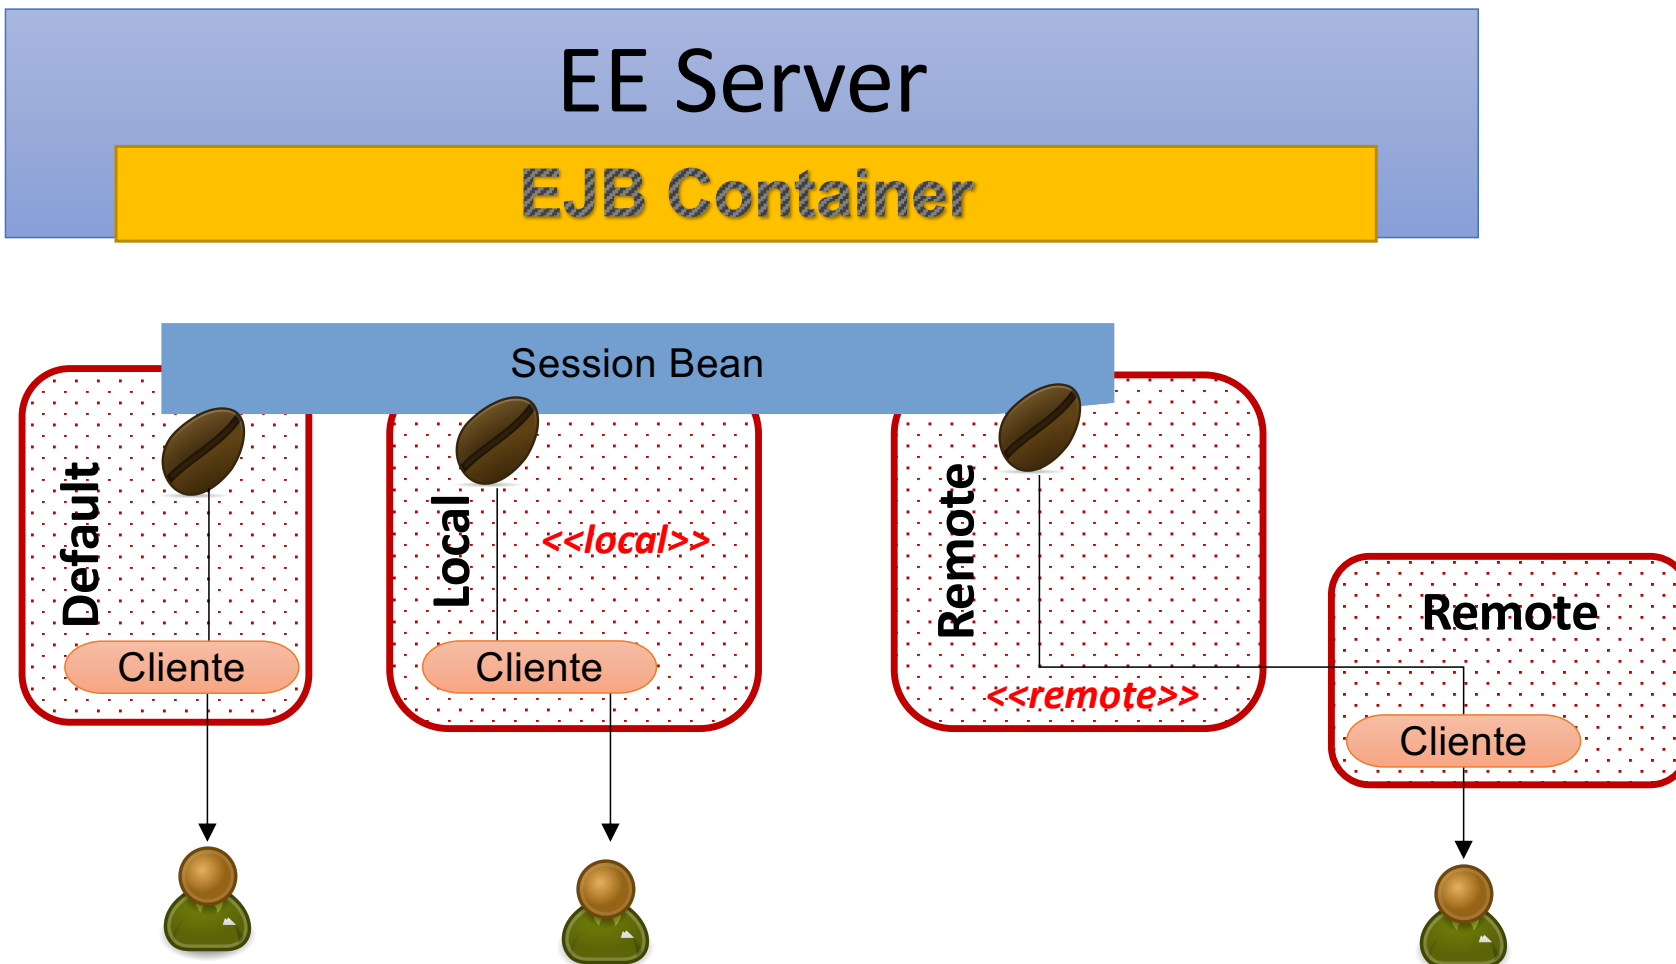 EE Server
EJB Container
Session Bean
Default
Cliente
Local
<<local>>
Cliente
Remote
<<remote>>
Remote
Cliente